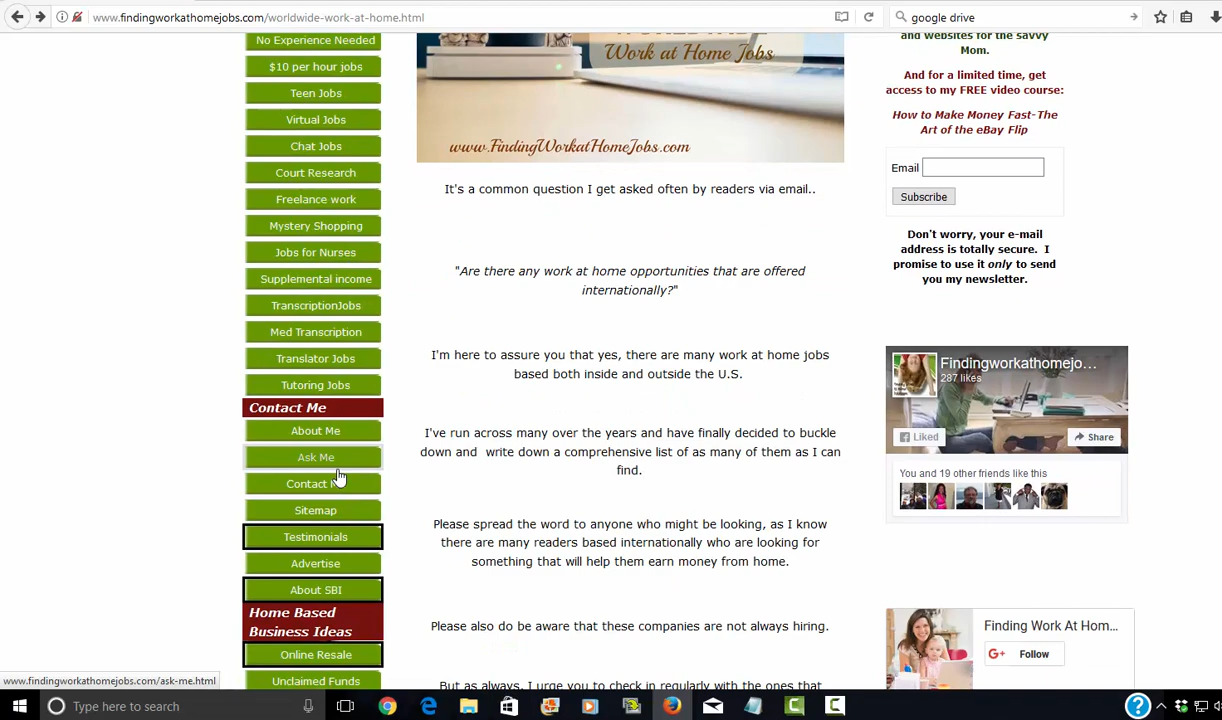 www.findingworkathomejobs.com/worldwide-work-at-home.html
google drive
No Experience Needed
$10 per hour jobs
Teen Jobs
Virtual Jobs
Chat Jobs
Court Research
Freelance work
Mystery Shopping
Jobs for Nurses
Supplemental income
TranscriptionJobs
Med Transcription
Translator Jobs
Tutoring Jobs
Contact Me
About Me
Ask Me
Contact
Sitemap
Testimonials
Advertise
About SBI
Home Based
Business Ideas
Online Resale
Unclaimed Funds
Work at Home Jobs
www.FindingWorkatHomeJobs.com
It's a common question I get asked often by readers via email..
"Are there any work at home opportunities that are offered
internationally?"
I'm here to assure you that yes, there are many work at home jobs
based both inside and outside the U.S.
I've run across many over the years and have finally decided to buckle
down and write down a comprehensive list of as many of them as I can
find.
Please spread the word to anyone who might be looking, as I know
there are many readers based internationally who are looking for
something that will help them earn money from home.
Please also do be aware that these companies are not always hiring.
But as always, I urge you to check in regularly with the ones that
and websites for the savvy
Mom.
And for a limited time, get
access to my FREE video course:
How to Make Money Fast-The
Art of the eBay Flip
Email
Subscribe
Don't worry, your e-mail
address is totally secure. I
promise to use it only to send
you my newsletter.
Findingworkathomejo...
287 likes
Liked
Share
You and 19 other friends like this
Finding Work At Hom...
G+ Follow
www.findingworkathomejobs.com/ask-me.html
Type here to search